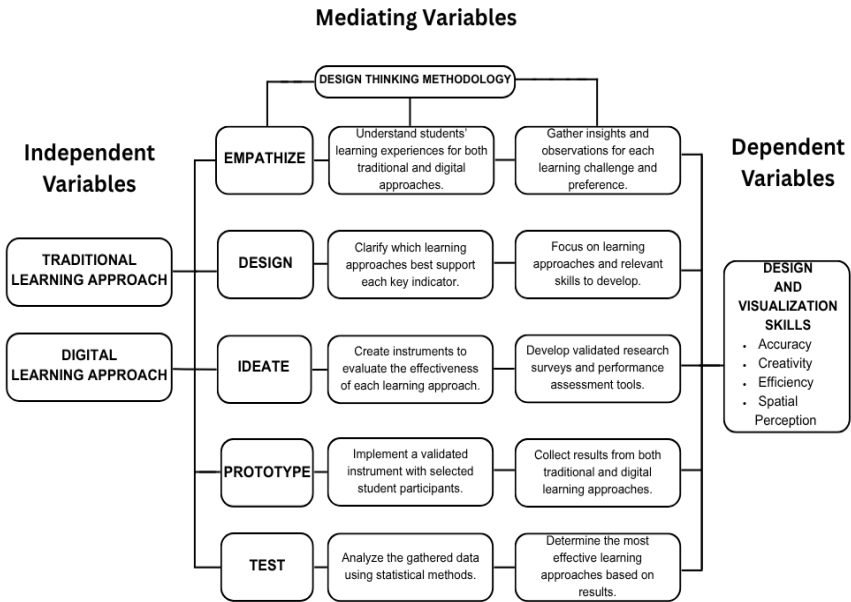 Mediating Variables
DESIGN THINKING METHODOLOGY
Independent
Variables
TRADITIONAL
LEARNING APPROACH
DIGITAL
LEARNING APPROACH
EMPATHIZE
Understand students'
learning experiences for both
traditional and digital
approaches.
Gather insights and
observations for each
learning challenge and
preference.
DESIGN
Clarify which learning
approaches best support
each key indicator.
Focus on learning
approaches and relevant
skills to develop.
IDEATE
Create instruments to
evaluate the effectiveness
of each learning approach.
Develop validated research
surveys and performance
assessment tools.
PROTOTYPE
Implement a validated
instrument with selected
student participants.
Collect results from both
traditional and digital
learning approaches.
TEST
Analyze the gathered data
using statistical methods.
Determine the most
effective learning
approaches based on
results.
Dependent
Variables
DESIGN
AND
VISUALIZATION
SKILLS
• Accuracy
• Creativity
• Efficiency
• Spatial
Perception